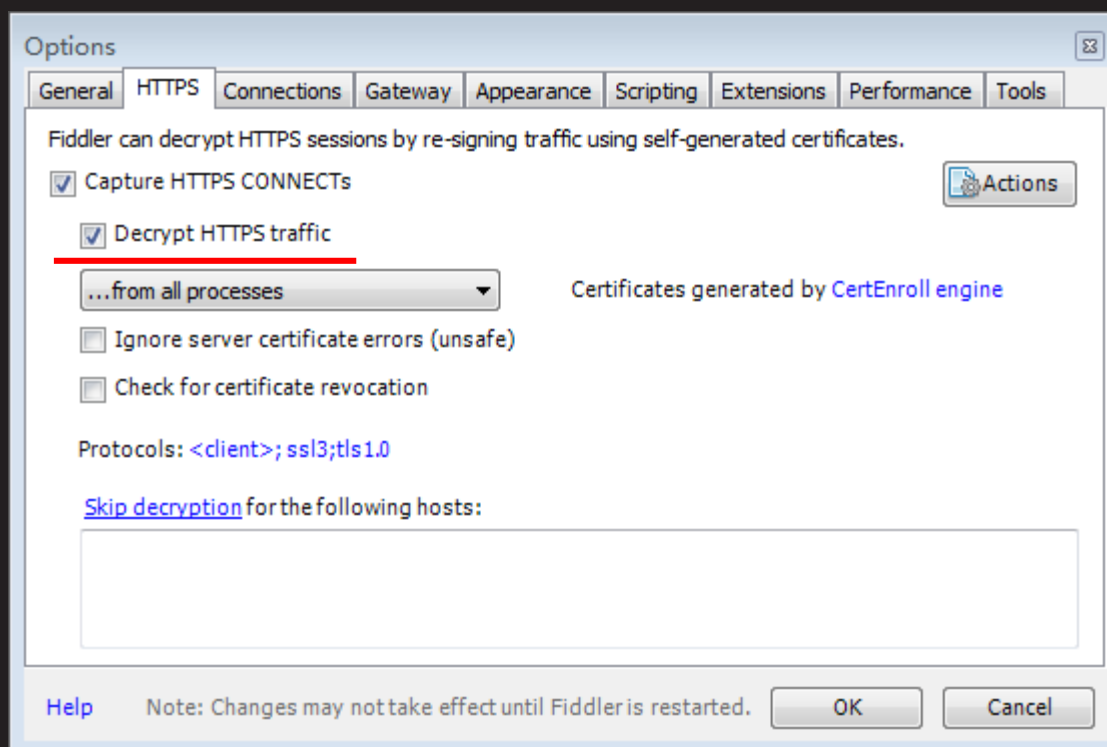 Options
General HTTPS Connections Gateway Appearance Scripting Extensions Performance Tools
Fiddler can decrypt HTTPS sessions by re-signing traffic using self-generated certificates.
Capture HTTPS CONNECTs
Actions
Decrypt HTTPS traffic
...from all processes
Certificates generated by CertEnroll engine
Ignore server certificate errors (unsafe)
Check for certificate revocation
Protocols: <client>; ssl3;tls1.0
Skip decryption for the following hosts:
Help
Note: Changes may not take effect until Fiddler is restarted.
OK
Cancel